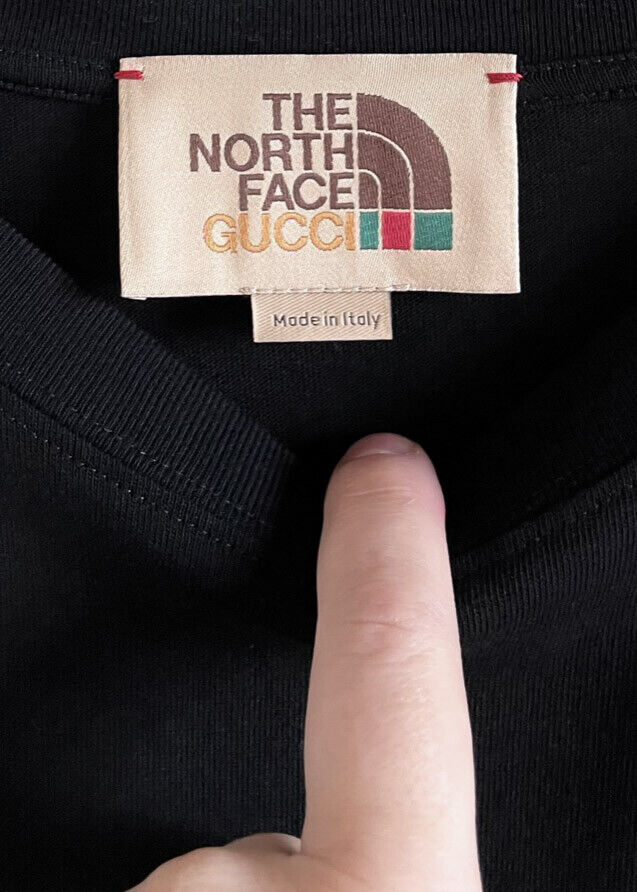 THE
NORTH
FACE
GUCCI
Made in Italy